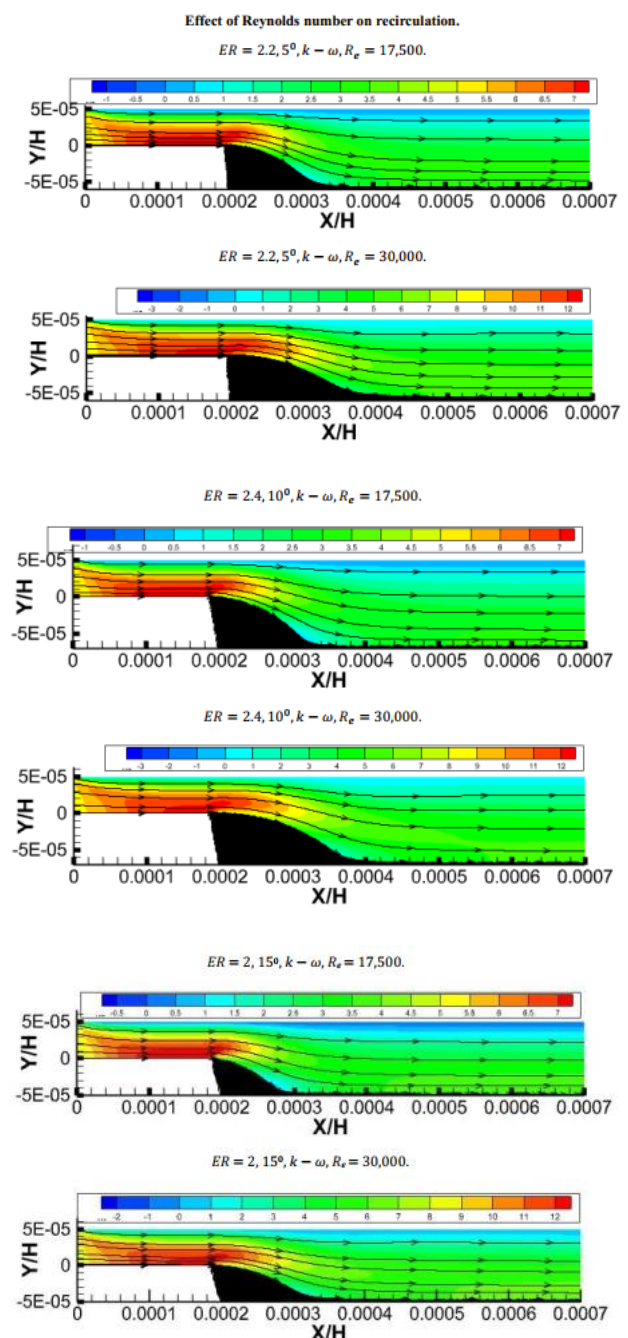 Effect of Reynolds number on recirculation.
ER = 2.2, 5⁰, k − ω, Rₑ = 17,500.
-1 -0.5 0 0.5 1 1.5 2 2.5 3 3.5 4 4.5 5 5.5 6 6.5 7
5E-05
0
-5E-05
Y/H
0 0.0001 0.0002 0.0003 0.0004 0.0005 0.0006 0.0007
X/H
ER = 2.2, 5⁰, k − ω, Rₑ = 30,000.
-3 -2 -1 0 1 2 3 4 5 6 7 8 9 10 11 12
5E-05
0
-5E-05
Y/H
0 0.0001 0.0002 0.0003 0.0004 0.0005 0.0006 0.0007
X/H
ER = 2.4, 10⁰, k − ω, Rₑ = 17,500.
-1 -0.5 0 0.5 1 1.5 2 2.5 3 3.5 4 4.5 5 5.5 6 6.5 7
5E-05
0
-5E-05
Y/H
0 0.0001 0.0002 0.0003 0.0004 0.0005 0.0006 0.0007
X/H
ER = 2.4, 10⁰, k − ω, Rₑ = 30,000.
-3 -2 -1 0 1 2 3 4 5 6 7 8 9 10 11 12
5E-05
0
-5E-05
Y/H
0 0.0001 0.0002 0.0003 0.0004 0.0005 0.0006 0.0007
X/H
ER = 2, 15⁰, k − ω, Rₑ = 17,500.
-0.5 0 0.5 1 1.5 2 2.5 3 3.5 4 4.5 5 5.5 6 6.5 7
5E-05
0
-5E-05
Y/H
0 0.0001 0.0002 0.0003 0.0004 0.0005 0.0006 0.0007
X/H
ER = 2, 15⁰, k − ω, Rₑ = 30,000.
-2 -1 0 1 2 3 4 5 6 7 8 9 10 11 12
5E-05
0
-5E-05
Y/H
0 0.0001 0.0002 0.0003 0.0004 0.0005 0.0006 0.0007
X/H